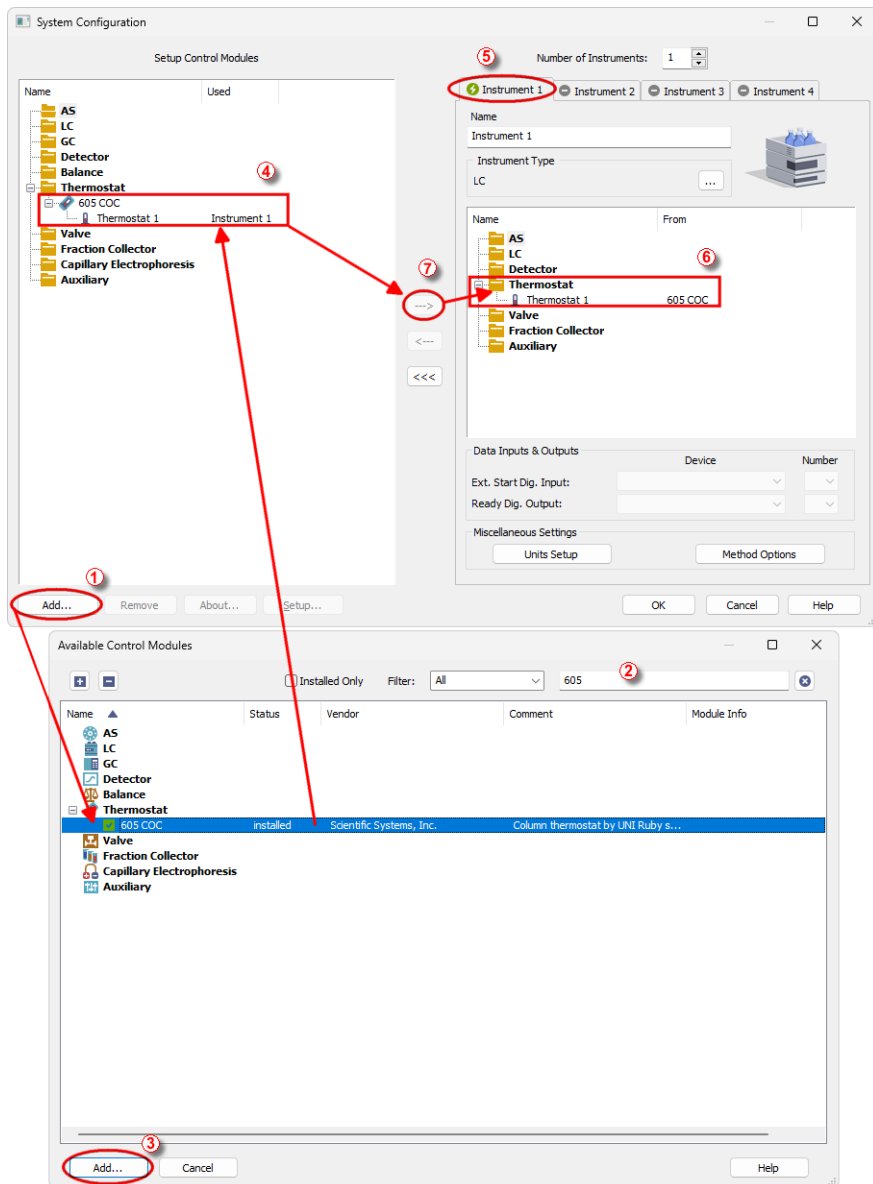 System Configuration
Setup Control Modules
⑤
Number of Instruments: 1
Name Used
AS
LC
GC
Detector
Balance
Thermostat
④
605 COC
Thermostat 1 Instrument 1
Valve
Fraction Collector
Capillary Electrophoresis
Auxiliary
⑦
--->
<---
<<<
Instrument 1 Instrument 2 Instrument 3 Instrument 4
Name
Instrument 1
Instrument Type
LC ...
Name From
AS
LC
Detector
⑥
Thermostat
Thermostat 1 605 COC
Valve
Fraction Collector
Auxiliary
Data Inputs & Outputs
Device Number
Ext. Start Dig. Input:
Ready Dig. Output:
Miscellaneous Settings
Units Setup Method Options
①
Add... Remove About... Setup... OK Cancel Help
Available Control Modules
Installed Only Filter: All 605 ②
Name Status Vendor Comment Module Info
AS
LC
GC
Detector
Balance
Thermostat
605 COC installed Scientific Systems, Inc. Column thermostat by UNI Ruby s...
Valve
Fraction Collector
Capillary Electrophoresis
Auxiliary
③
Add... Cancel Help